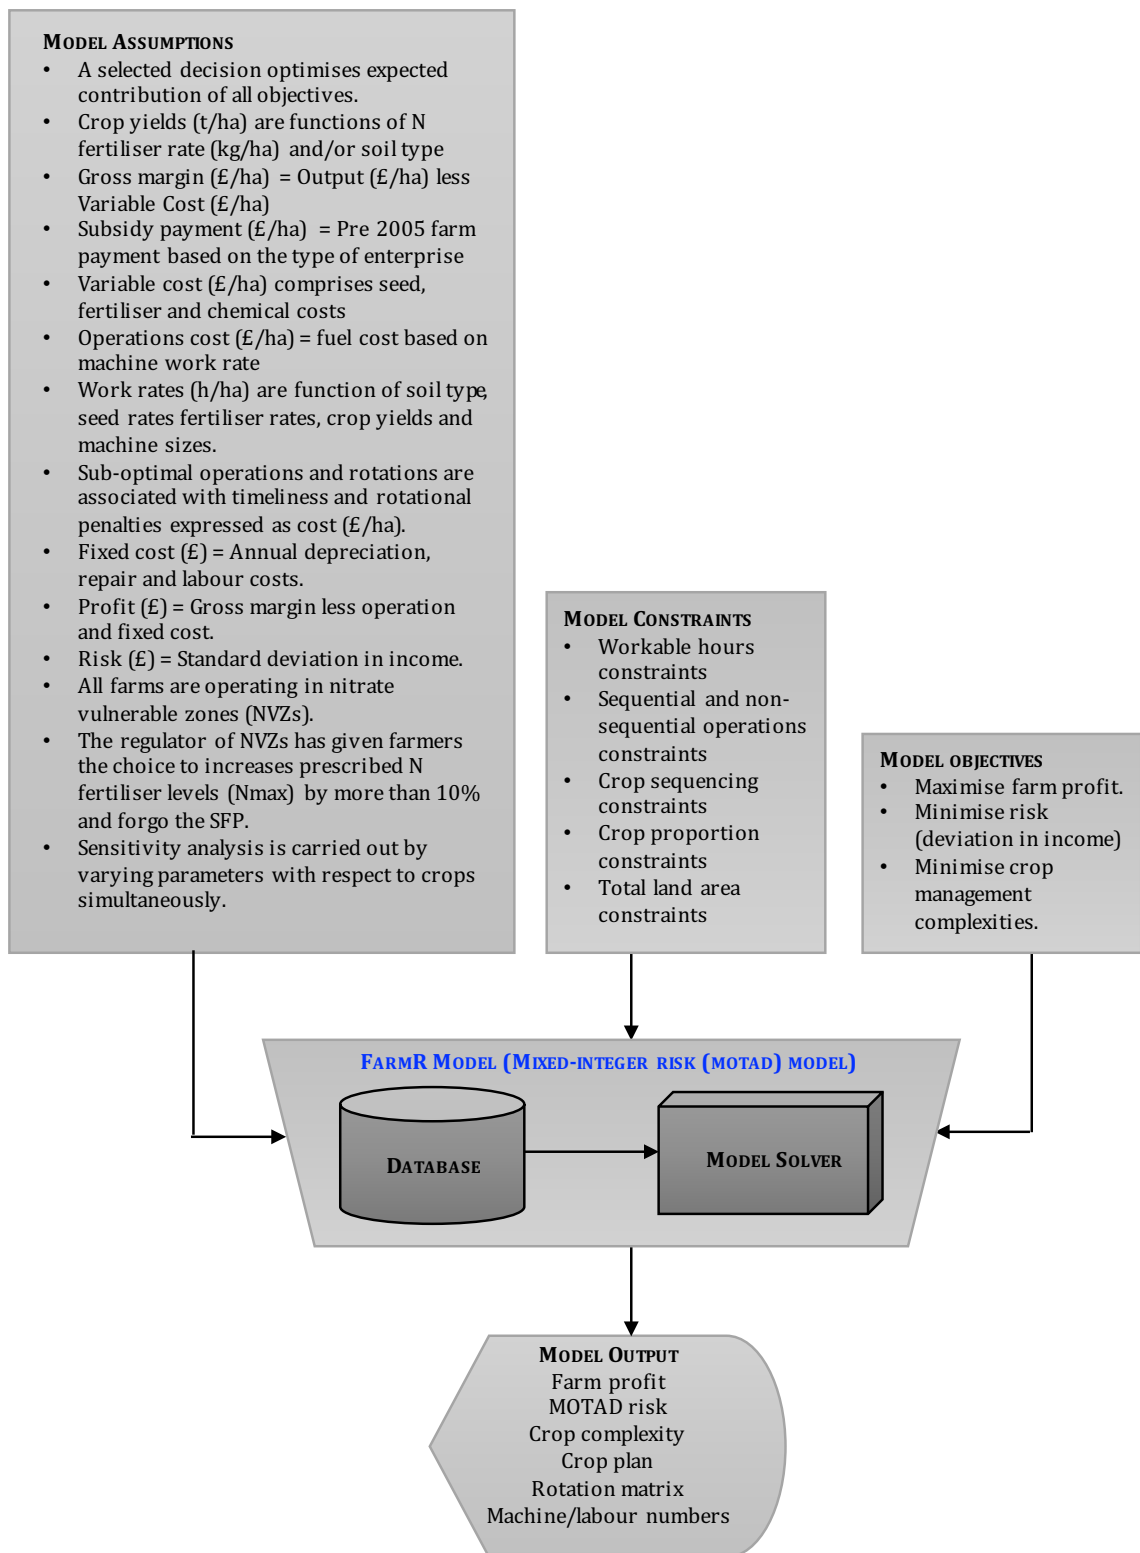 MODEL ASSUMPTIONS
• A selected decision optimises expected
contribution of all objectives.
• Crop yields (t/ha) are functions of N
fertiliser rate (kg/ha) and/or soil type
• Gross margin (£/ha) = Output (£/ha) less
Variable Cost (£/ha)
• Subsidy payment (£/ha) = Pre 2005 farm
payment based on the type of enterprise
• Variable cost (£/ha) comprises seed,
fertiliser and chemical costs
• Operations cost (£/ha) = fuel cost based on
machine work rate
• Work rates (h/ha) are function of soil type,
seed rates fertiliser rates, crop yields and
machine sizes.
• Sub-optimal operations and rotations are
associated with timeliness and rotational
penalties expressed as cost (£/ha).
• Fixed cost (£) = Annual depreciation,
repair and labour costs.
• Profit (£) = Gross margin less operation
and fixed cost.
• Risk (£) = Standard deviation in income.
• All farms are operating in nitrate
vulnerable zones (NVZs).
• The regulator of NVZs has given farmers
the choice to increases prescribed N
fertiliser levels (Nmax) by more than 10%
and forgo the SFP.
• Sensitivity analysis is carried out by
varying parameters with respect to crops
simultaneously.
MODEL CONSTRAINTS
• Workable hours
constraints
• Sequential and non-
sequential operations
constraints
• Crop sequencing
constraints
• Crop proportion
constraints
• Total land area
constraints
MODEL OBJECTIVES
• Maximise farm profit.
• Minimise risk
(deviation in income)
• Minimise crop
management
complexities.
FARMR MODEL (MIXED-INTEGER RISK (MOTAD) MODEL)
DATABASE
MODEL SOLVER
MODEL OUTPUT
Farm profit
MOTAD risk
Crop complexity
Crop plan
Rotation matrix
Machine/labour numbers